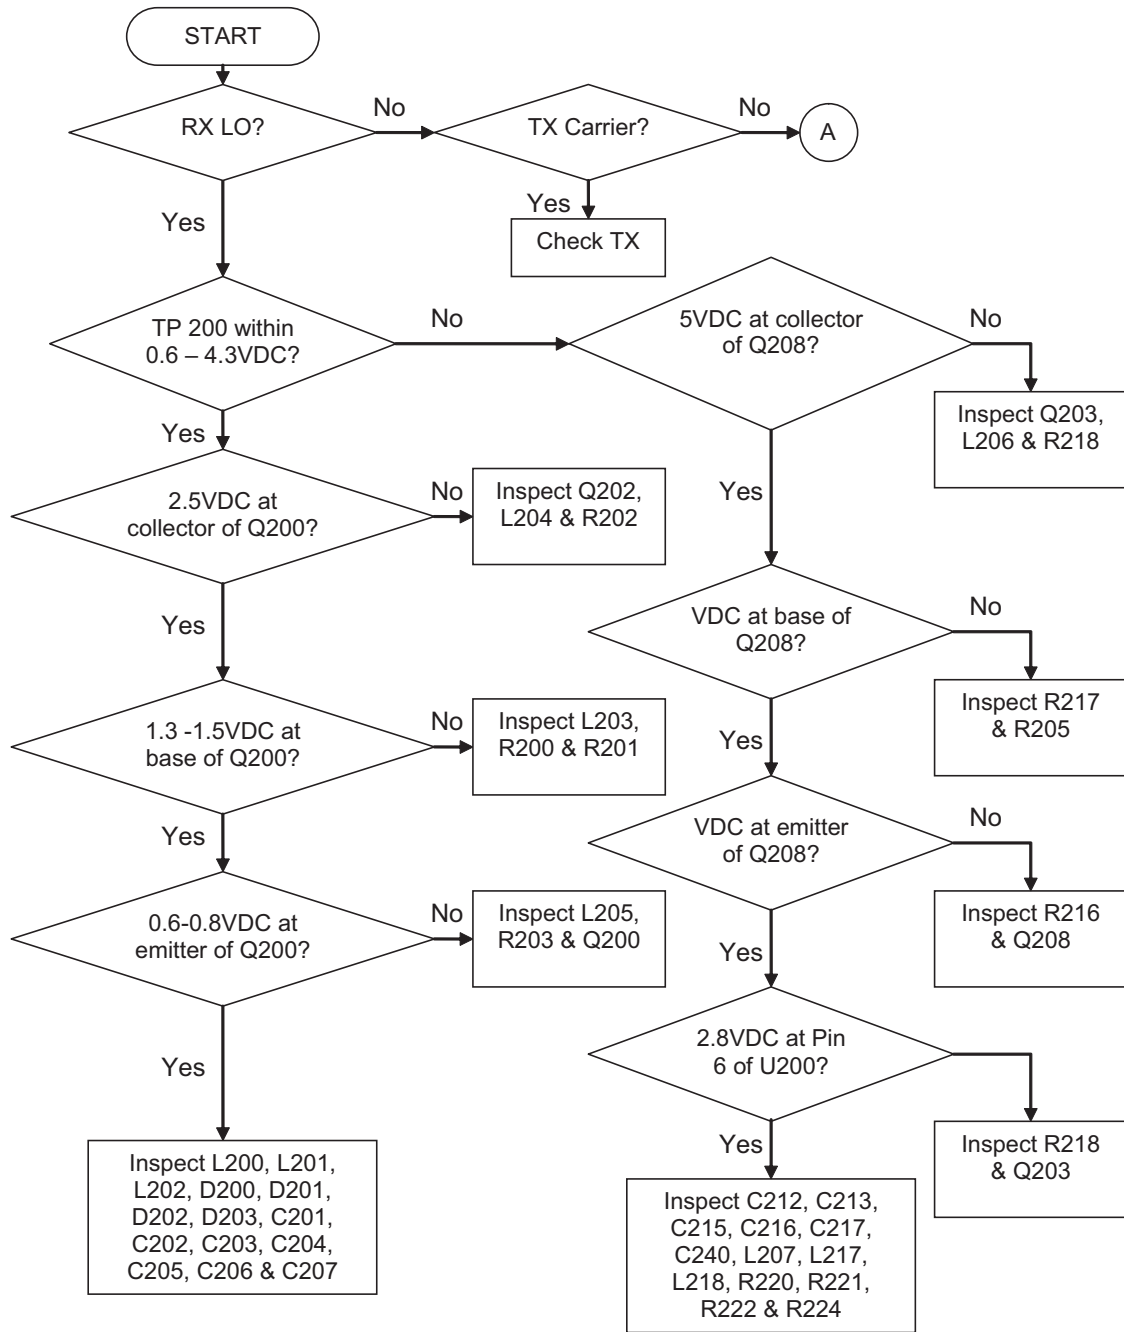 START
RX LO?
No
TX Carrier?
No
A
Yes
Yes
Check TX
TP 200 within
0.6 – 4.3VDC?
No
5VDC at collector
of Q208?
No
Inspect Q203,
L206 & R218
Yes
2.5VDC at
collector of Q200?
No
Inspect Q202,
L204 & R202
Yes
Yes
VDC at base of
Q208?
No
Inspect R217
& R205
1.3 -1.5VDC at
base of Q200?
No
Inspect L203,
R200 & R201
Yes
Yes
VDC at emitter
of Q208?
No
Inspect R216
& Q208
0.6-0.8VDC at
emitter of Q200?
No
Inspect L205,
R203 & Q200
Yes
Yes
2.8VDC at Pin
6 of U200?
Inspect R218
& Q203
Yes
Inspect L200, L201,
L202, D200, D201,
D202, D203, C201,
C202, C203, C204,
C205, C206 & C207
Inspect C212, C213,
C215, C216, C217,
C240, L207, L217,
L218, R220, R221,
R222 & R224